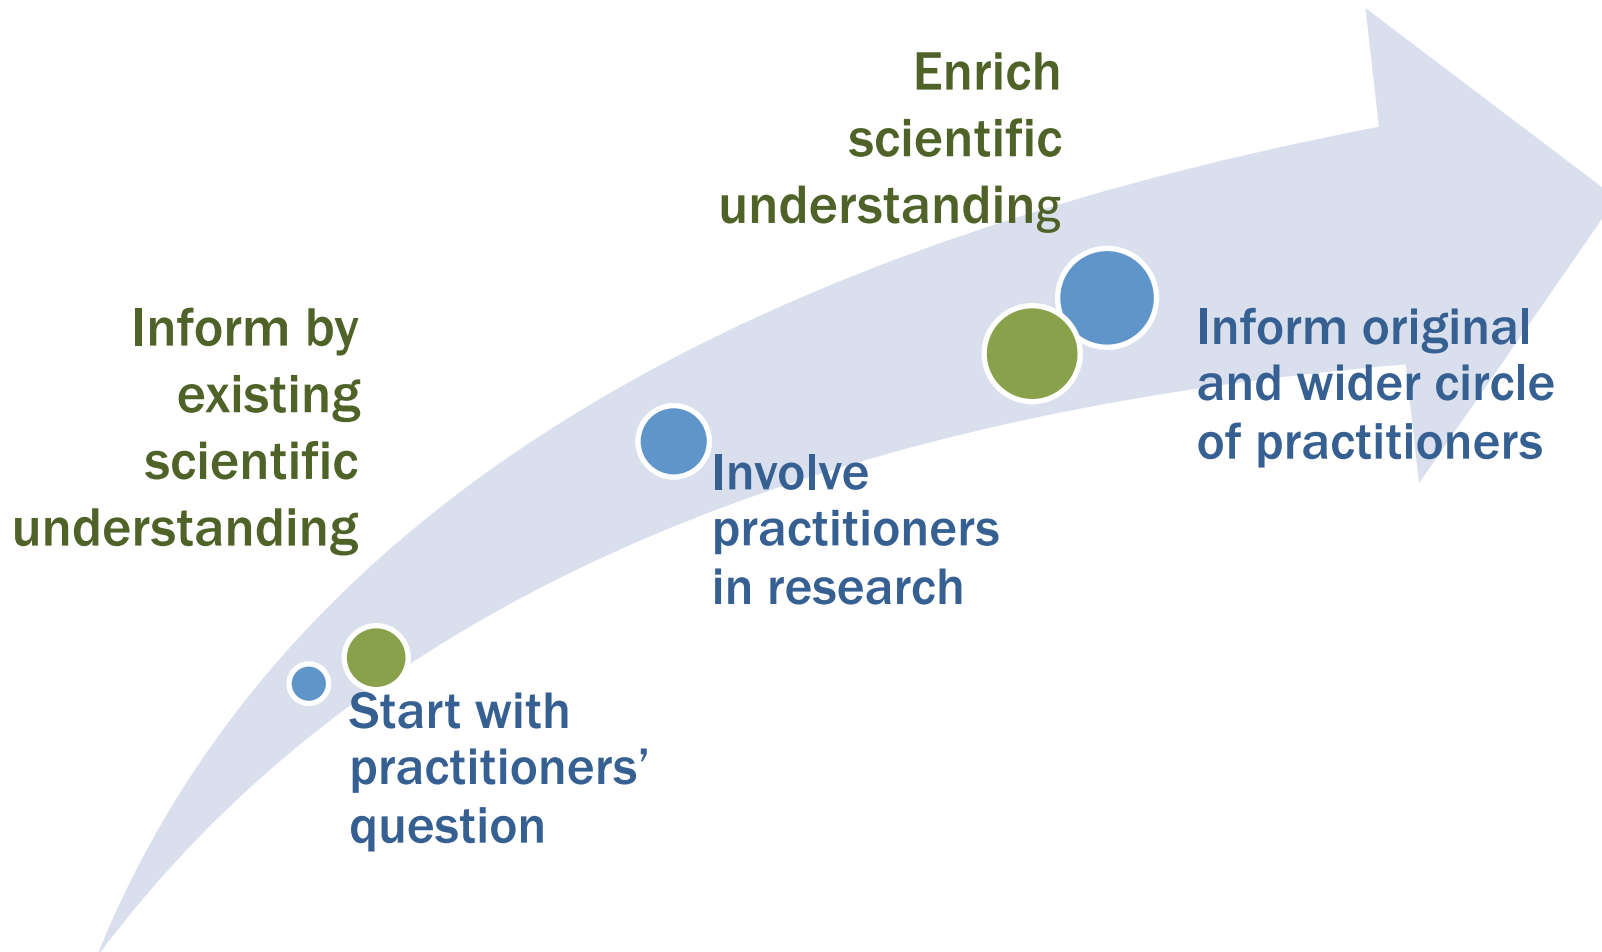 Enrich
scientific
understanding
Inform by
existing
scientific
understanding
Inform original
and wider circle
of practitioners
Involve
practitioners
in research
Start with
practitioners’
question